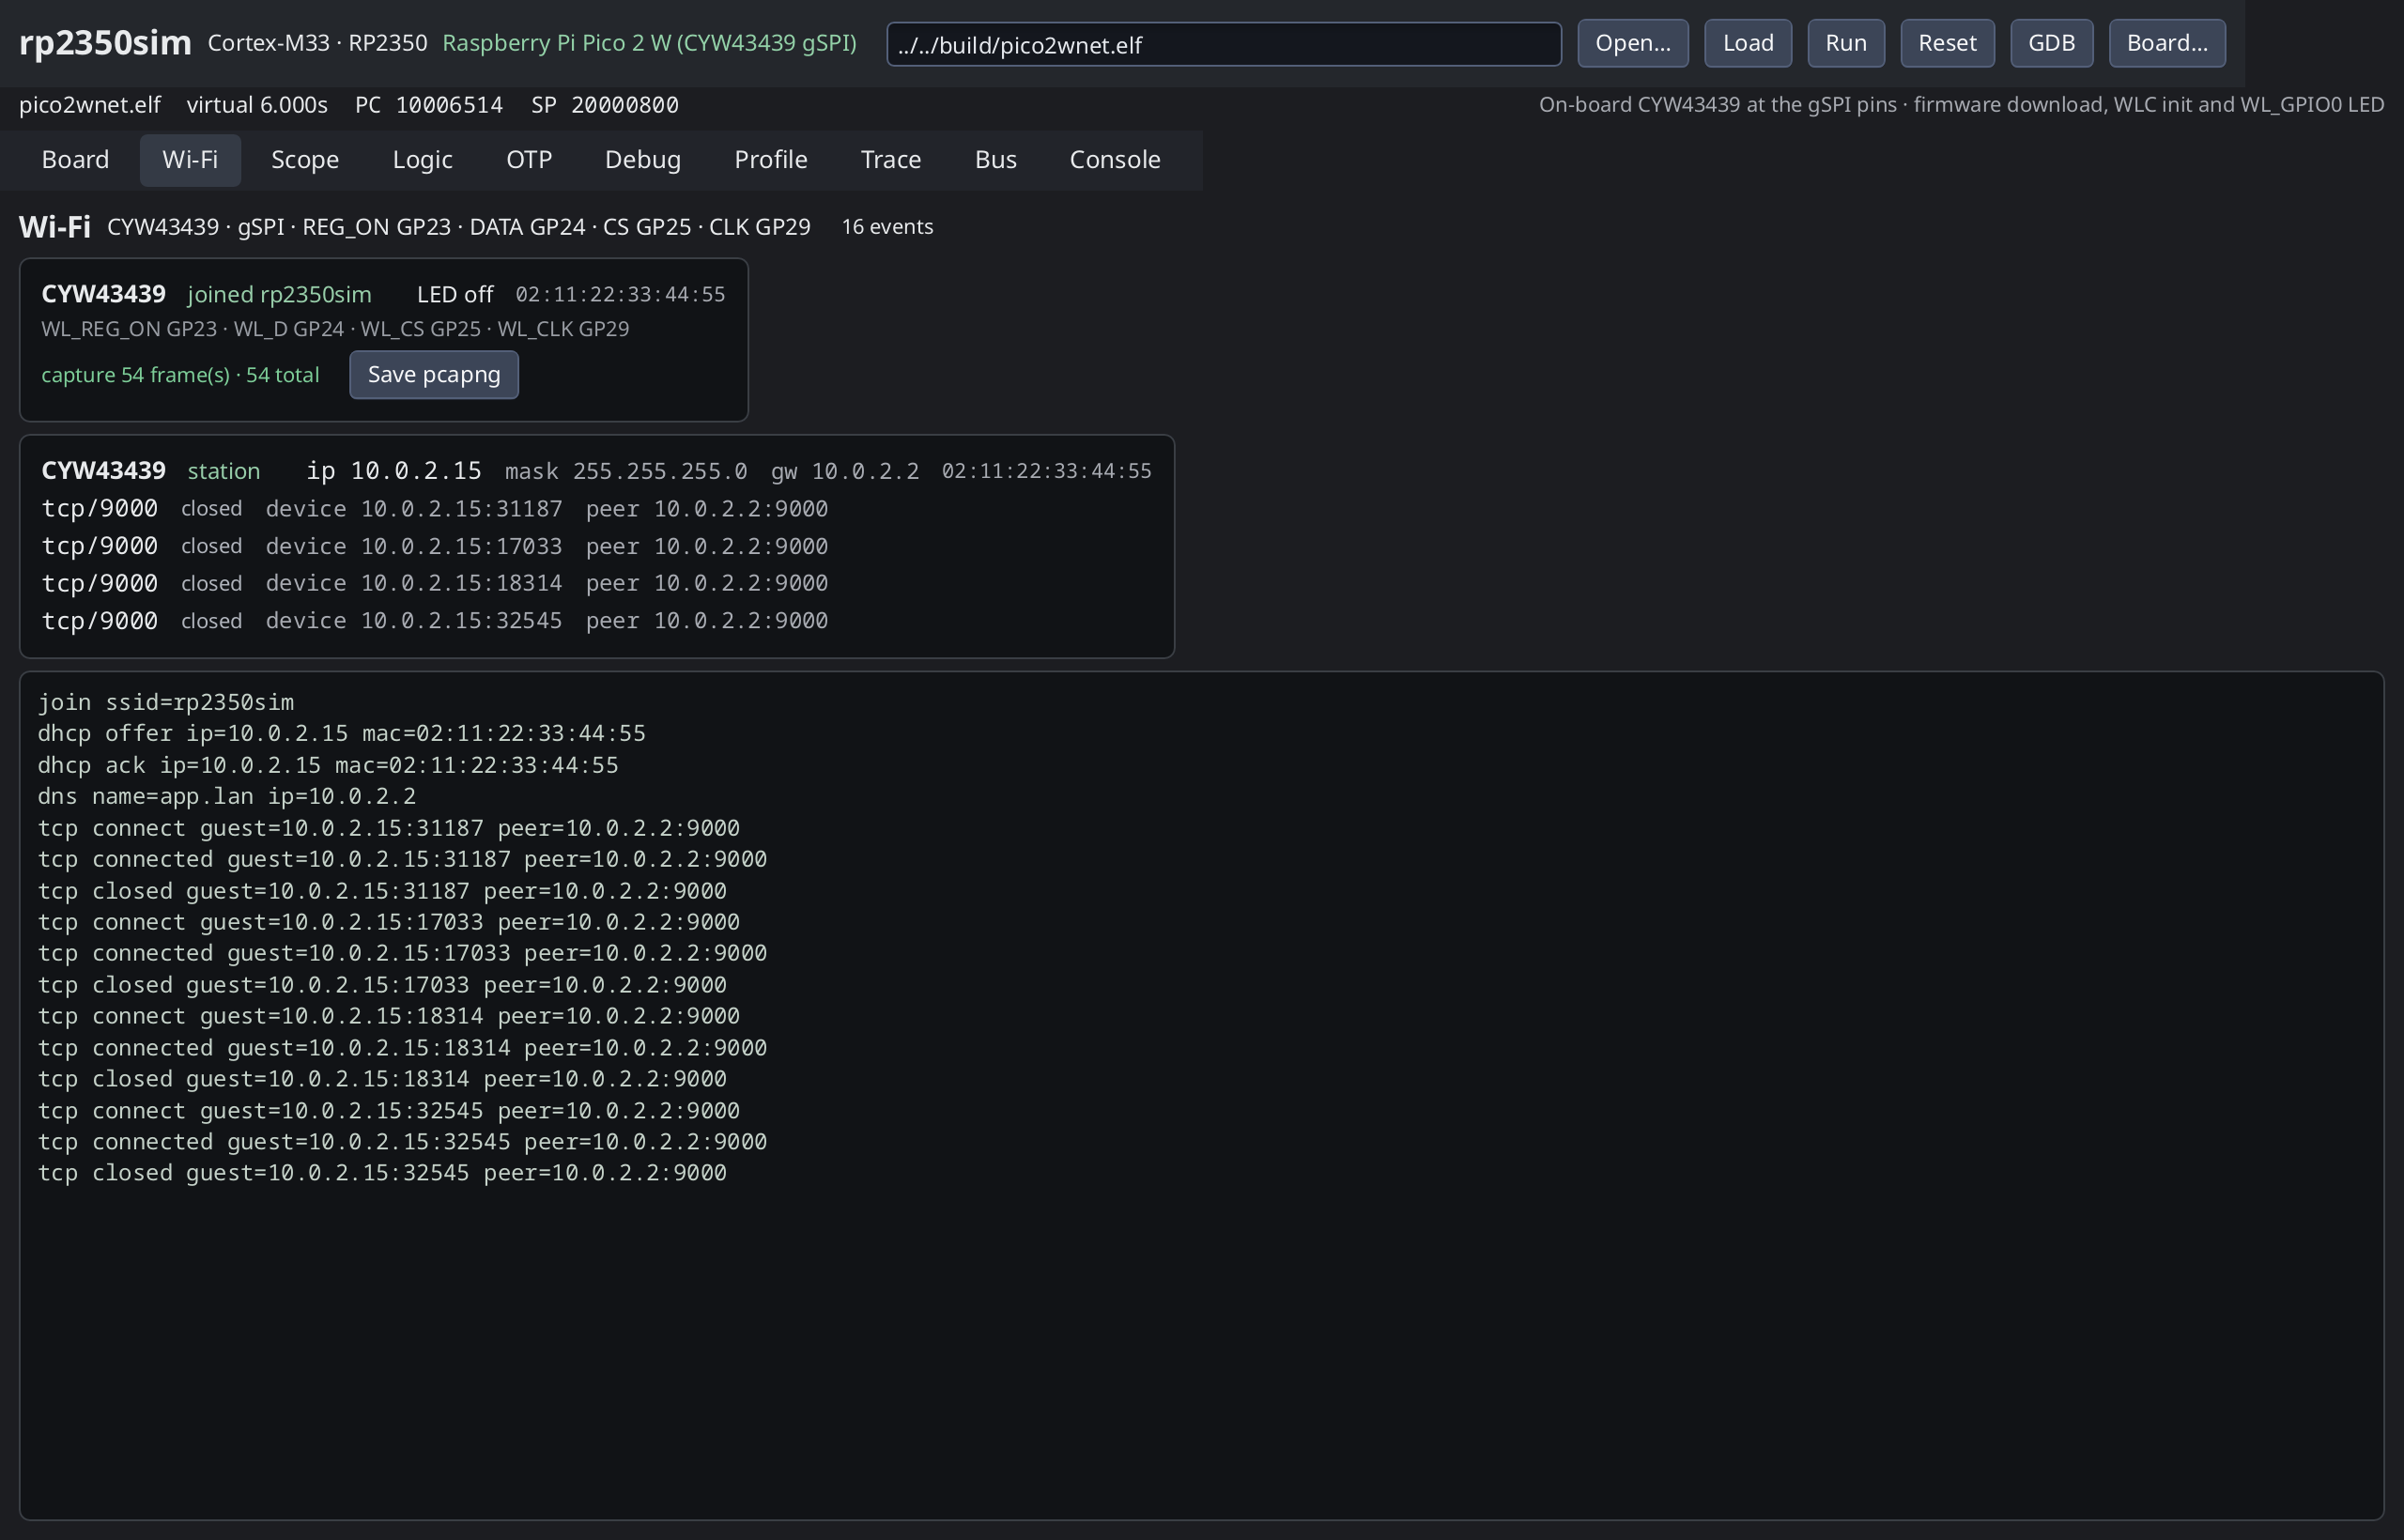 rp2350sim Cortex-M33 · RP2350 Raspberry Pi Pico 2 W (CYW43439 gSPI) ../../build/pico2wnet.elf Open... Load Run Reset GDB Board...
pico2wnet.elf virtual 6.000s PC 10006514 SP 20000800 On-board CYW43439 at the gSPI pins · firmware download, WLC init and WL_GPIO0 LED
Board Wi-Fi Scope Logic OTP Debug Profile Trace Bus Console
Wi-Fi CYW43439 · gSPI · REG_ON GP23 · DATA GP24 · CS GP25 · CLK GP29 16 events
CYW43439 joined rp2350sim LED off 02:11:22:33:44:55
WL_REG_ON GP23 · WL_D GP24 · WL_CS GP25 · WL_CLK GP29
capture 54 frame(s) · 54 total Save pcapng
CYW43439 station ip 10.0.2.15 mask 255.255.255.0 gw 10.0.2.2 02:11:22:33:44:55
tcp/9000 closed device 10.0.2.15:31187 peer 10.0.2.2:9000
tcp/9000 closed device 10.0.2.15:17033 peer 10.0.2.2:9000
tcp/9000 closed device 10.0.2.15:18314 peer 10.0.2.2:9000
tcp/9000 closed device 10.0.2.15:32545 peer 10.0.2.2:9000
join ssid=rp2350sim
dhcp offer ip=10.0.2.15 mac=02:11:22:33:44:55
dhcp ack ip=10.0.2.15 mac=02:11:22:33:44:55
dns name=app.lan ip=10.0.2.2
tcp connect guest=10.0.2.15:31187 peer=10.0.2.2:9000
tcp connected guest=10.0.2.15:31187 peer=10.0.2.2:9000
tcp closed guest=10.0.2.15:31187 peer=10.0.2.2:9000
tcp connect guest=10.0.2.15:17033 peer=10.0.2.2:9000
tcp connected guest=10.0.2.15:17033 peer=10.0.2.2:9000
tcp closed guest=10.0.2.15:17033 peer=10.0.2.2:9000
tcp connect guest=10.0.2.15:18314 peer=10.0.2.2:9000
tcp connected guest=10.0.2.15:18314 peer=10.0.2.2:9000
tcp closed guest=10.0.2.15:18314 peer=10.0.2.2:9000
tcp connect guest=10.0.2.15:32545 peer=10.0.2.2:9000
tcp connected guest=10.0.2.15:32545 peer=10.0.2.2:9000
tcp closed guest=10.0.2.15:32545 peer=10.0.2.2:9000